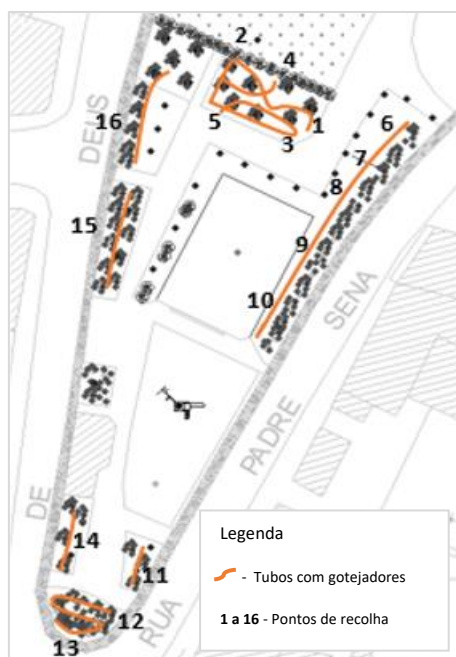 2
4
16
DEUS
5
1
3
6
7
8
15
9
10
SENA
PADRE
DE
14
11
12
13
RUA
Legenda
- Tubos com gotejadores
1 a 16 - Pontos de recolha